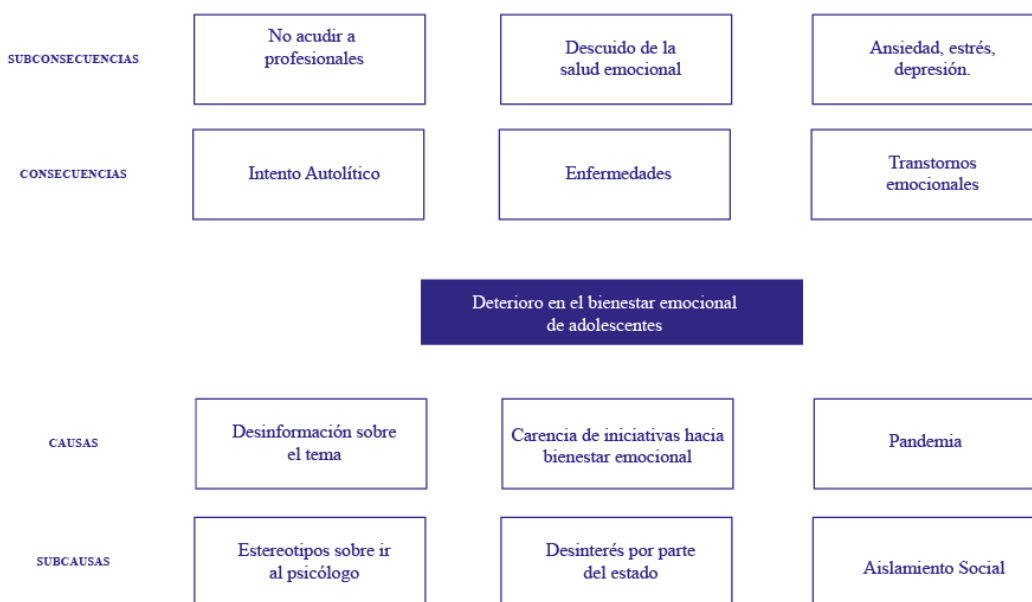 SUBCONSECUENCIAS
No acudir a
profesionales
Descuido de la
salud emocional
Ansiedad, estrés,
depresión.
CONSECUENCIAS
Intento Autolítico
Enfermedades
Transtornos
emocionales
Deterioro en el bienestar emocional
de adolescentes
CAUSAS
Desinformación sobre
el tema
Carencia de iniciativas hacia
bienestar emocional
Pandemia
SUBCAUSAS
Estereotipos sobre ir
al psicólogo
Desinterés por parte
del estado
Aislamiento Social